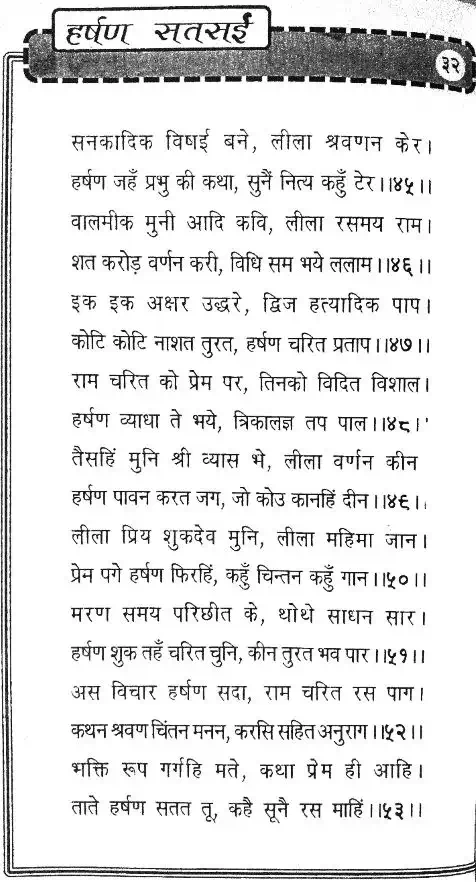 हर्षण सतसई
३२
सनकादिक विषई बने, लीला श्रवणन केर।
हर्षण जहँ प्रभु की कथा, सुनैं नित्य कहुँ टेर।।४५।।
वालमीक मुनी आदि कवि, लीला रसमय राम।
शत करोड़ वर्णन करी, विधि सम भये ललाम।।४६।।
इक इक अक्षर उद्धरे, द्विज हत्यादिक पाप।
कोटि कोटि नाशत तुरत, हर्षण चरित प्रताप।।४७।।
राम चरित को प्रेम पर, तिनको विदित विशाल।
हर्षण व्याधा ते भये, त्रिकालज्ञ तप पाल।।४८।।
तैसहिं मुनि श्री व्यास भे, लीला वर्णन कीन
हर्षण पावन करत जग, जो कोउ कानहिं दीन।।४९।।
लीला प्रिय शुकदेव मुनि, लीला महिमा जान।
प्रेम पगे हर्षण फिरहिं, कहुँ चिन्तन कहुँ गान।।५०।।
मरण समय परिछीत के, थोथे साधन सार।
हर्षण शुक तहँ चरित चुनि, कीन तुरत भव पार।।५१।।
अस विचार हर्षण सदा, राम चरित रस पाग।
कथन श्रवण चिंतन मनन, करसि सहित अनुराग।।५२।।
भक्ति रूप गर्गहि मते, कथा प्रेम ही आहि।
ताते हर्षण सतत तू, कहै सूनै रस माहिं।।५३।।